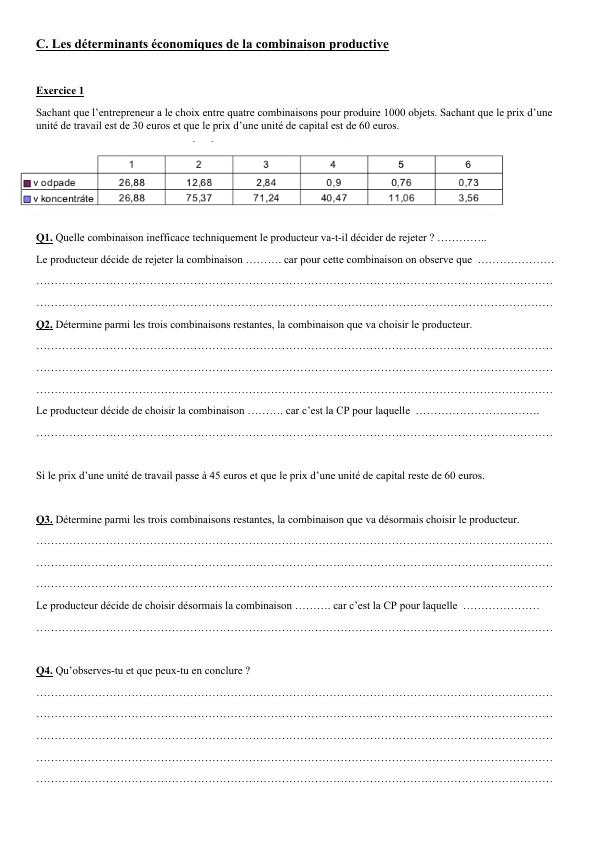 C. Les déterminants économiques de la combinaison productive
Exercice 1
Sachant que l'entrepreneur a le choix entre quatre combinaisons pour produire 1000 objets. Sachant que le prix d'une
unité de travail est de 30 euros et que le prix d'une unité de capital est de 60 euros.
1 2 3 4 5 6
v odpade 26,88 12,68 2,84 0,9 0,76 0,73
v koncentráte 26,88 75,37 71,24 40,47 11,06 3,56
Q1. Quelle combinaison inefficace techniquement le producteur va-t-il décider de rejeter ? …………..
Le producteur décide de rejeter la combinaison ………. car pour cette combinaison on observe que …………………
……………………………………………………………………………………………………………………………
……………………………………………………………………………………………………………………………
Q2. Détermine parmi les trois combinaisons restantes, la combinaison que va choisir le producteur.
……………………………………………………………………………………………………………………………
……………………………………………………………………………………………………………………………
……………………………………………………………………………………………………………………………
Le producteur décide de choisir la combinaison ………. car c'est la CP pour laquelle …………………………….
……………………………………………………………………………………………………………………………
Si le prix d'une unité de travail passe à 45 euros et que le prix d'une unité de capital reste de 60 euros.
Q3. Détermine parmi les trois combinaisons restantes, la combinaison que va désormais choisir le producteur.
……………………………………………………………………………………………………………………………
……………………………………………………………………………………………………………………………
……………………………………………………………………………………………………………………………
Le producteur décide de choisir désormais la combinaison ………. car c'est la CP pour laquelle …………………
……………………………………………………………………………………………………………………………
Q4. Qu'observes-tu et que peux-tu en conclure ?
……………………………………………………………………………………………………………………………
……………………………………………………………………………………………………………………………
……………………………………………………………………………………………………………………………
……………………………………………………………………………………………………………………………
……………………………………………………………………………………………………………………………